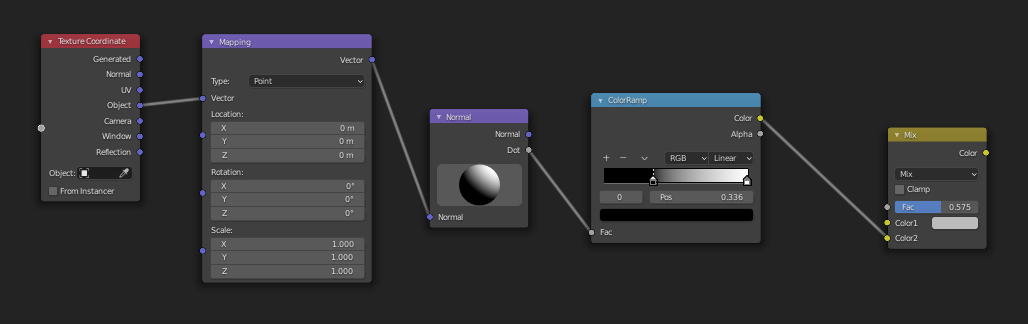 Texture Coordinate
Generated
Normal
UV
Object
Camera
Window
Reflection
Object:
From Instancer
Mapping
Vector
Type: Point
Vector
Location:
X 0 m
Y 0 m
Z 0 m
Rotation:
X 0°
Y 0°
Z 0°
Scale:
X 1.000
Y 1.000
Z 1.000
Normal
Normal
Dot
Normal
ColorRamp
Color
Alpha
+ − RGB Linear
0 Pos 0.336
Fac
Mix
Color
Mix
Clamp
Fac 0.575
Color1
Color2